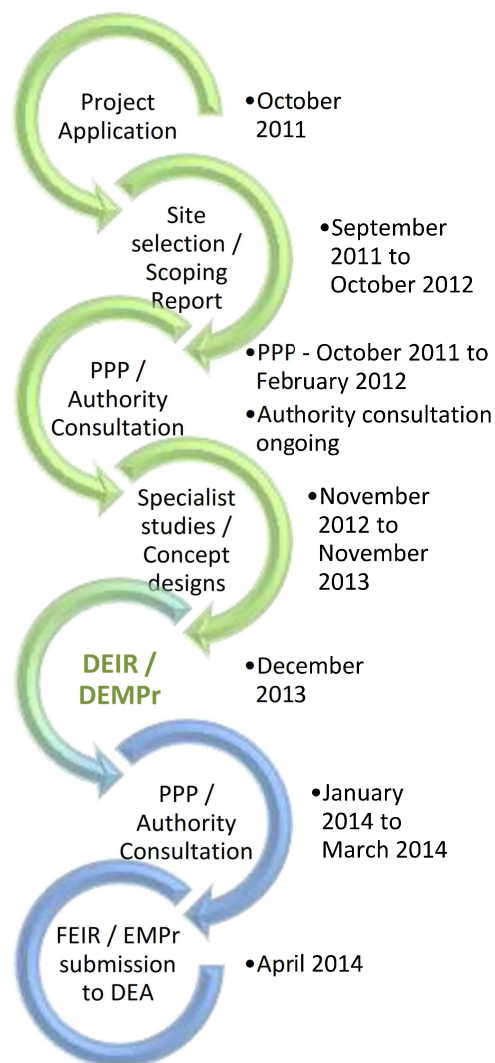 Project
Application
•October
2011
Site
selection /
Scoping
Report
•September
2011 to
October 2012
PPP /
Authority
Consultation
•PPP - October 2011 to
February 2012
•Authority consultation
ongoing
Specialist
studies /
Concept
designs
•November
2012 to
November
2013
DEIR /
DEMPr
•December
2013
PPP /
Authority
Consultation
•January
2014 to
March 2014
FEIR / EMPr
submission
to DEA
•April 2014